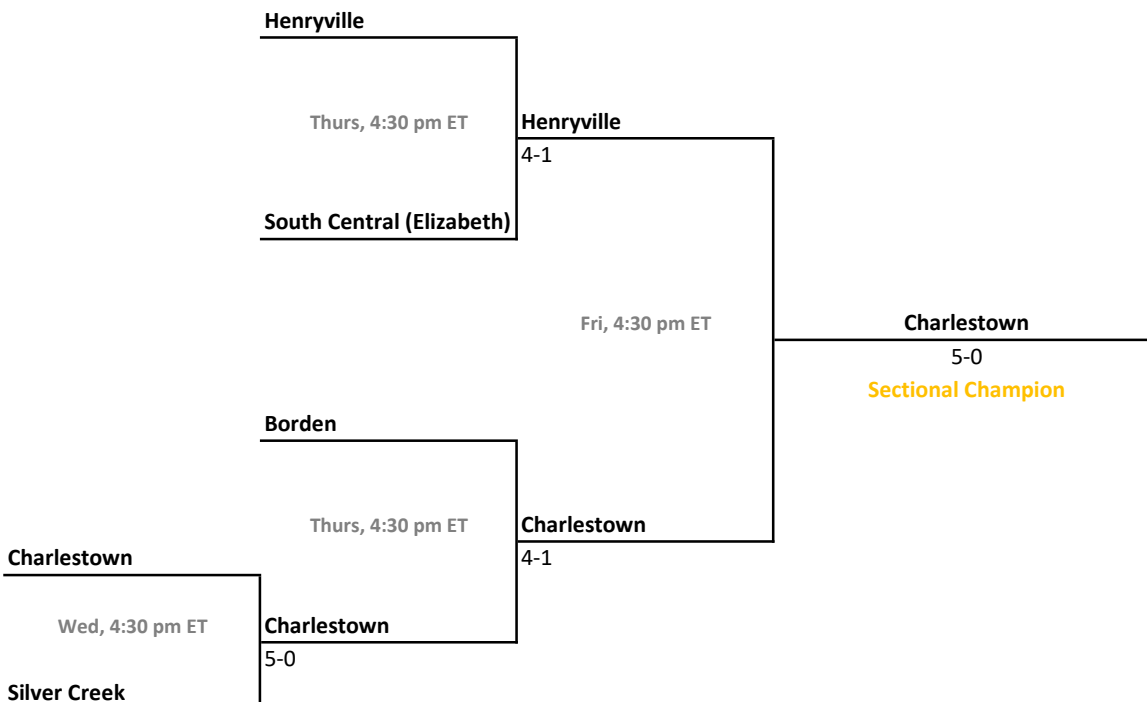 Henryville
Thurs, 4:30 pm ET
Henryville
4-1
South Central (Elizabeth)
Fri, 4:30 pm ET
Charlestown
5-0
Sectional Champion
Borden
Thurs, 4:30 pm ET
Charlestown
4-1
Charlestown
Wed, 4:30 pm ET
Charlestown
5-0
Silver Creek